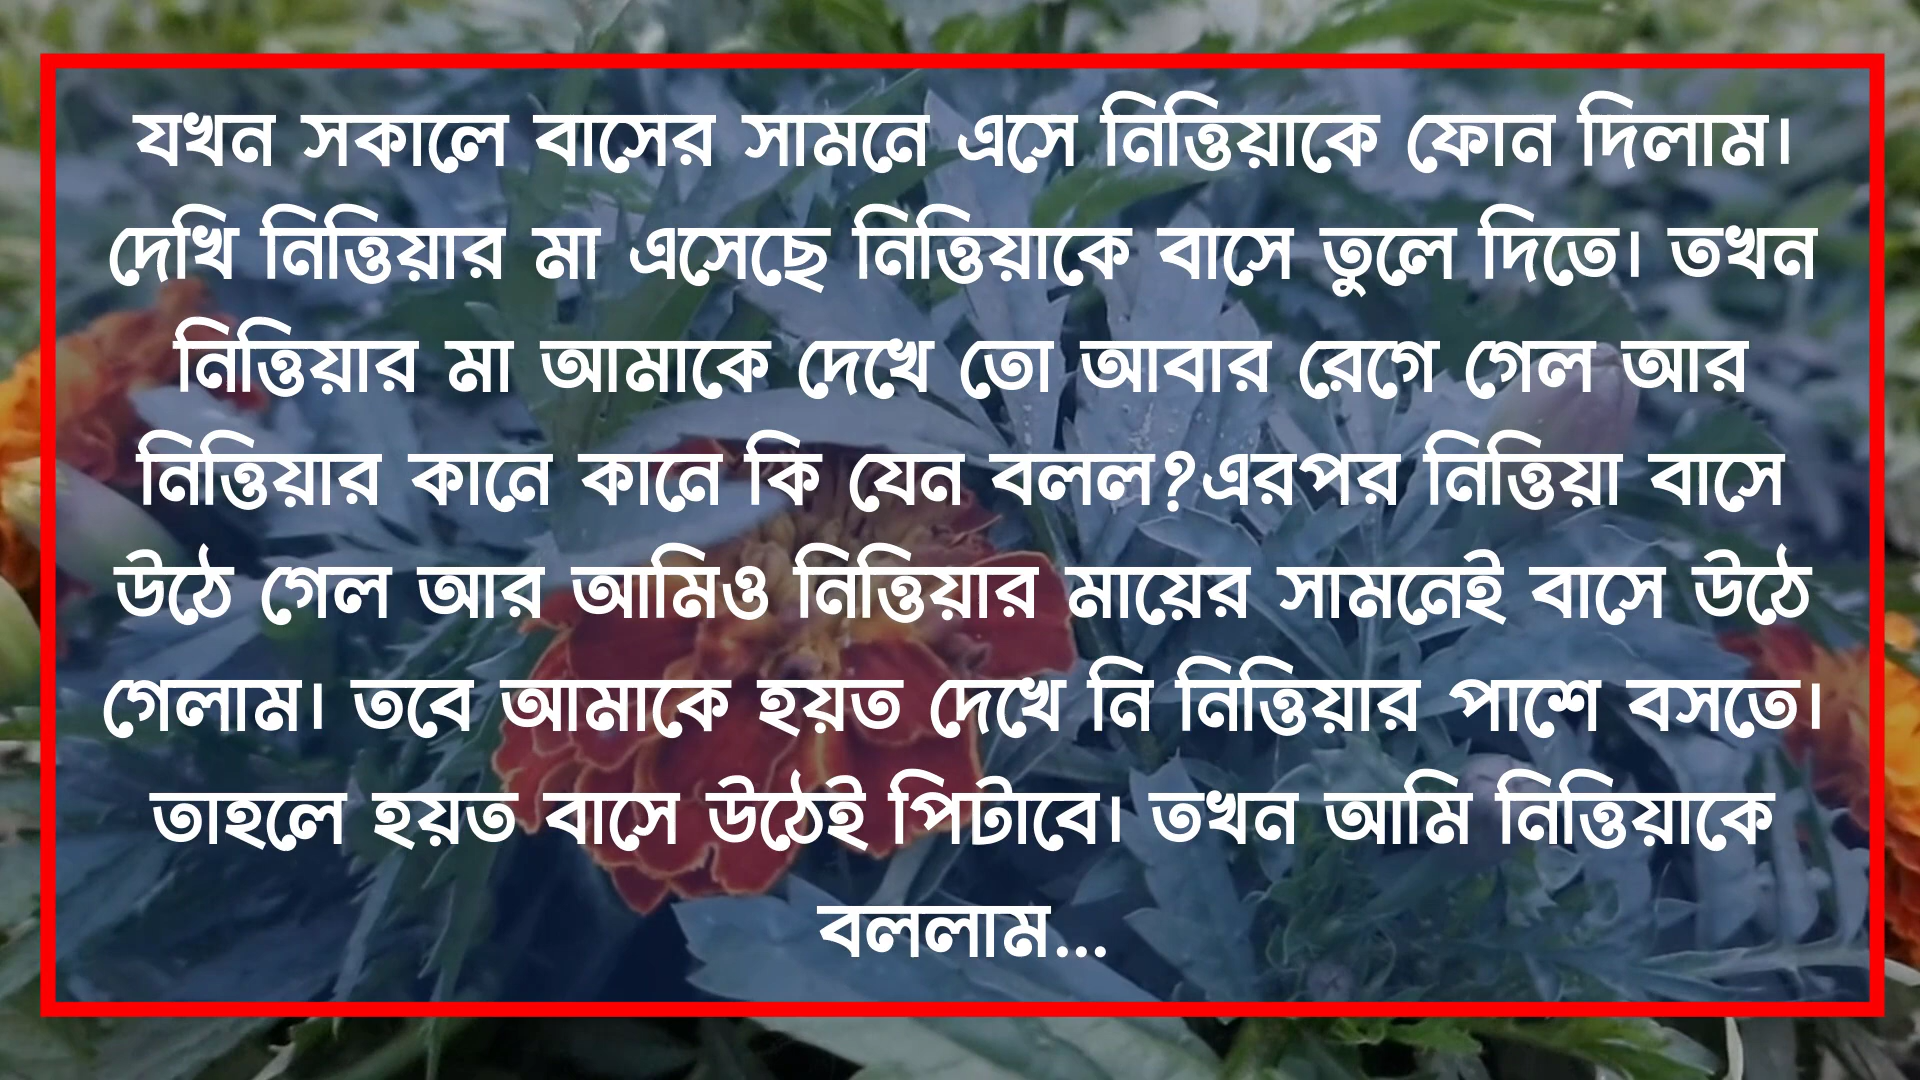 যখন সকালে বাসের সামনে এসে নিত্তিয়াকে ফোন দিলাম।
দেখি নিত্তিয়ার মা এসেছে নিত্তিয়াকে বাসে তুলে দিতে। তখন
নিত্তিয়ার মা আমাকে দেখে তো আবার রেগে গেল আর
নিত্তিয়ার কানে কানে কি যেন বলল?এরপর নিত্তিয়া বাসে
উঠে গেল আর আমিও নিত্তিয়ার মায়ের সামনেই বাসে উঠে
গেলাম। তবে আমাকে হয়ত দেখে নি নিত্তিয়ার পাশে বসতে।
তাহলে হয়ত বাসে উঠেই পিটাবে। তখন আমি নিত্তিয়াকে
বললাম...